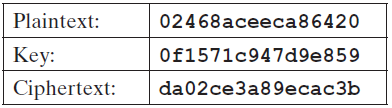 Plaintext: 02468aceeca86420
Key: 0f1571c947d9e859
Ciphertext: da02ce3a89ecac3b